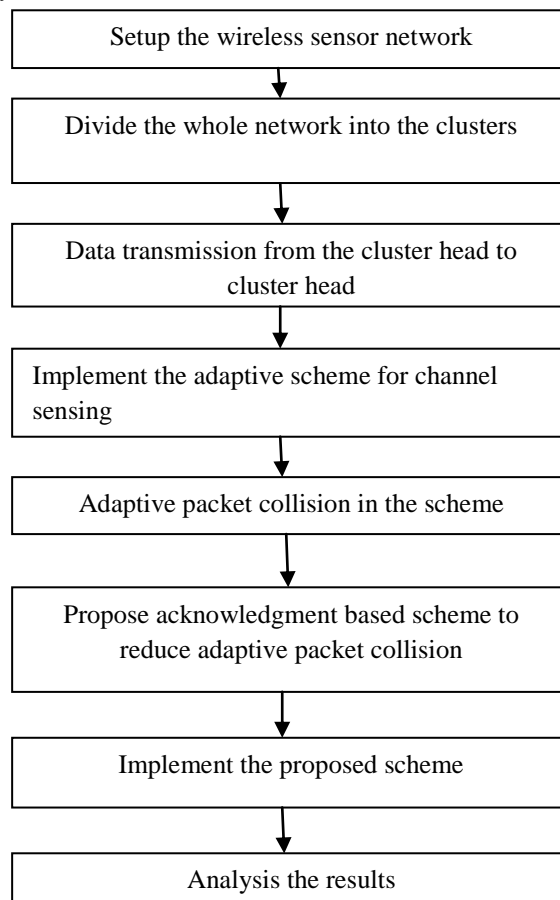 Setup the wireless sensor network
Divide the whole network into the clusters
Data transmission from the cluster head to
cluster head
Implement the adaptive scheme for channel
sensing
Adaptive packet collision in the scheme
Propose acknowledgment based scheme to
reduce adaptive packet collision
Implement the proposed scheme
Analysis the results